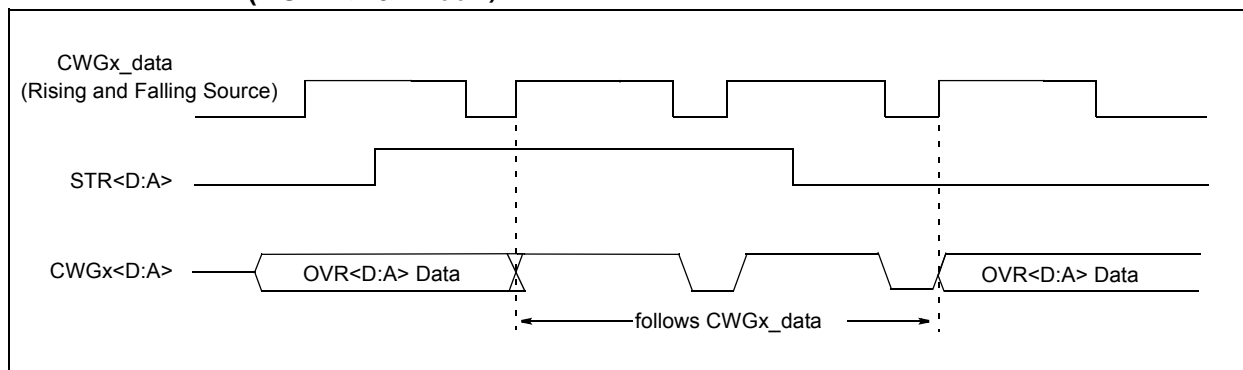 CWGx_data
(Rising and Falling Source)
STR<D:A>
CWGx<D:A>
OVR<D:A> Data
OVR<D:A> Data
follows CWGx_data